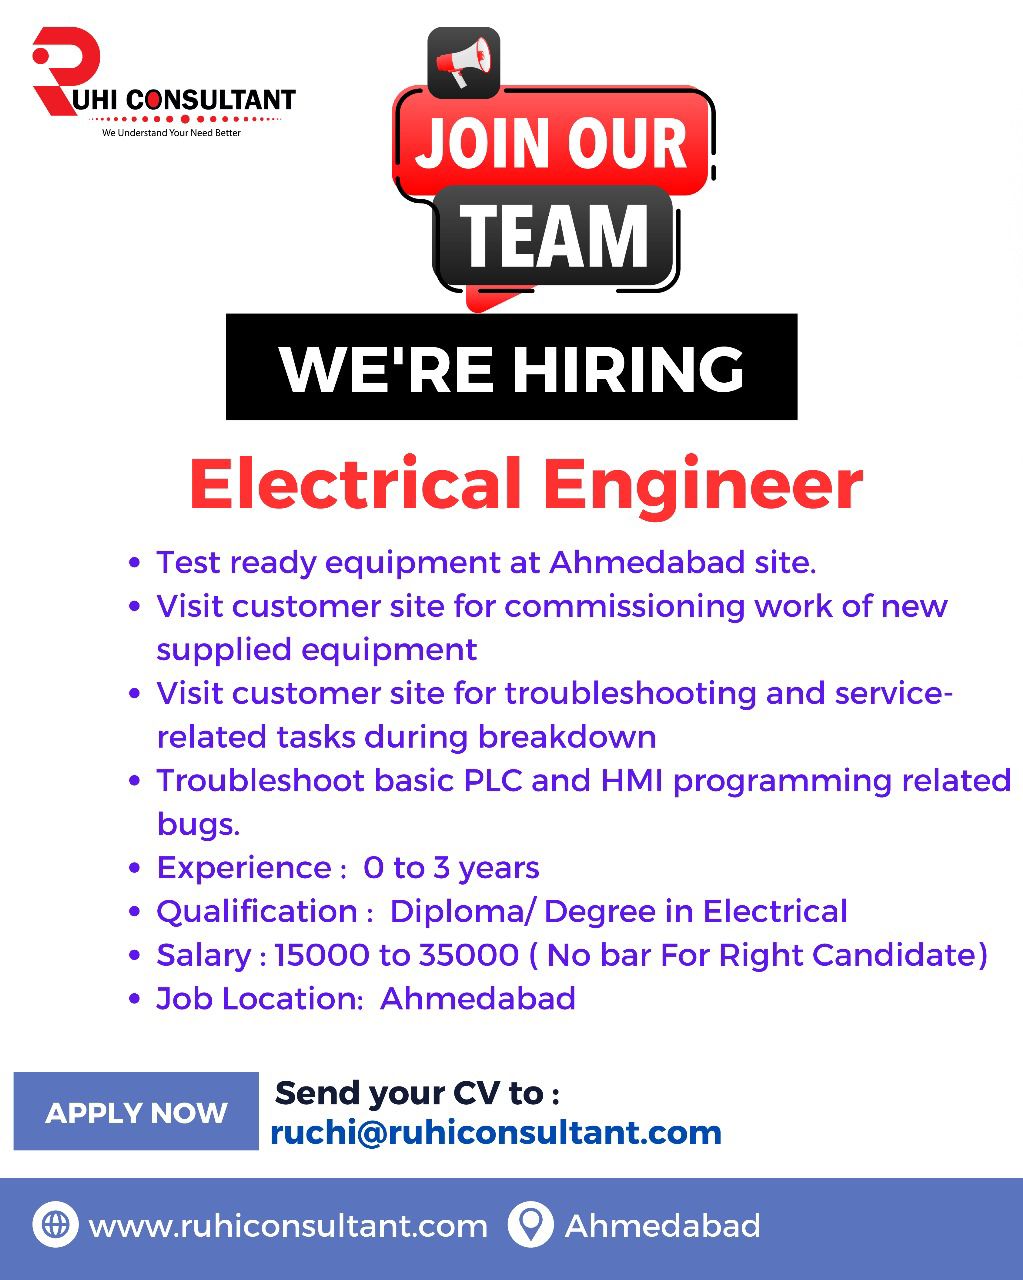 RUHI CONSULTANT
We Understand Your Need Better
JOIN OUR
TEAM
WE'RE HIRING
Electrical Engineer
• Test ready equipment at Ahmedabad site.
• Visit customer site for commissioning work of new
supplied equipment
• Visit customer site for troubleshooting and service-
related tasks during breakdown
• Troubleshoot basic PLC and HMI programming related
bugs.
• Experience : 0 to 3 years
• Qualification : Diploma/ Degree in Electrical
• Salary : 15000 to 35000 ( No bar For Right Candidate)
• Job Location: Ahmedabad
APPLY NOW
Send your CV to :
ruchi@ruhiconsultant.com
www.ruhiconsultant.com
Ahmedabad